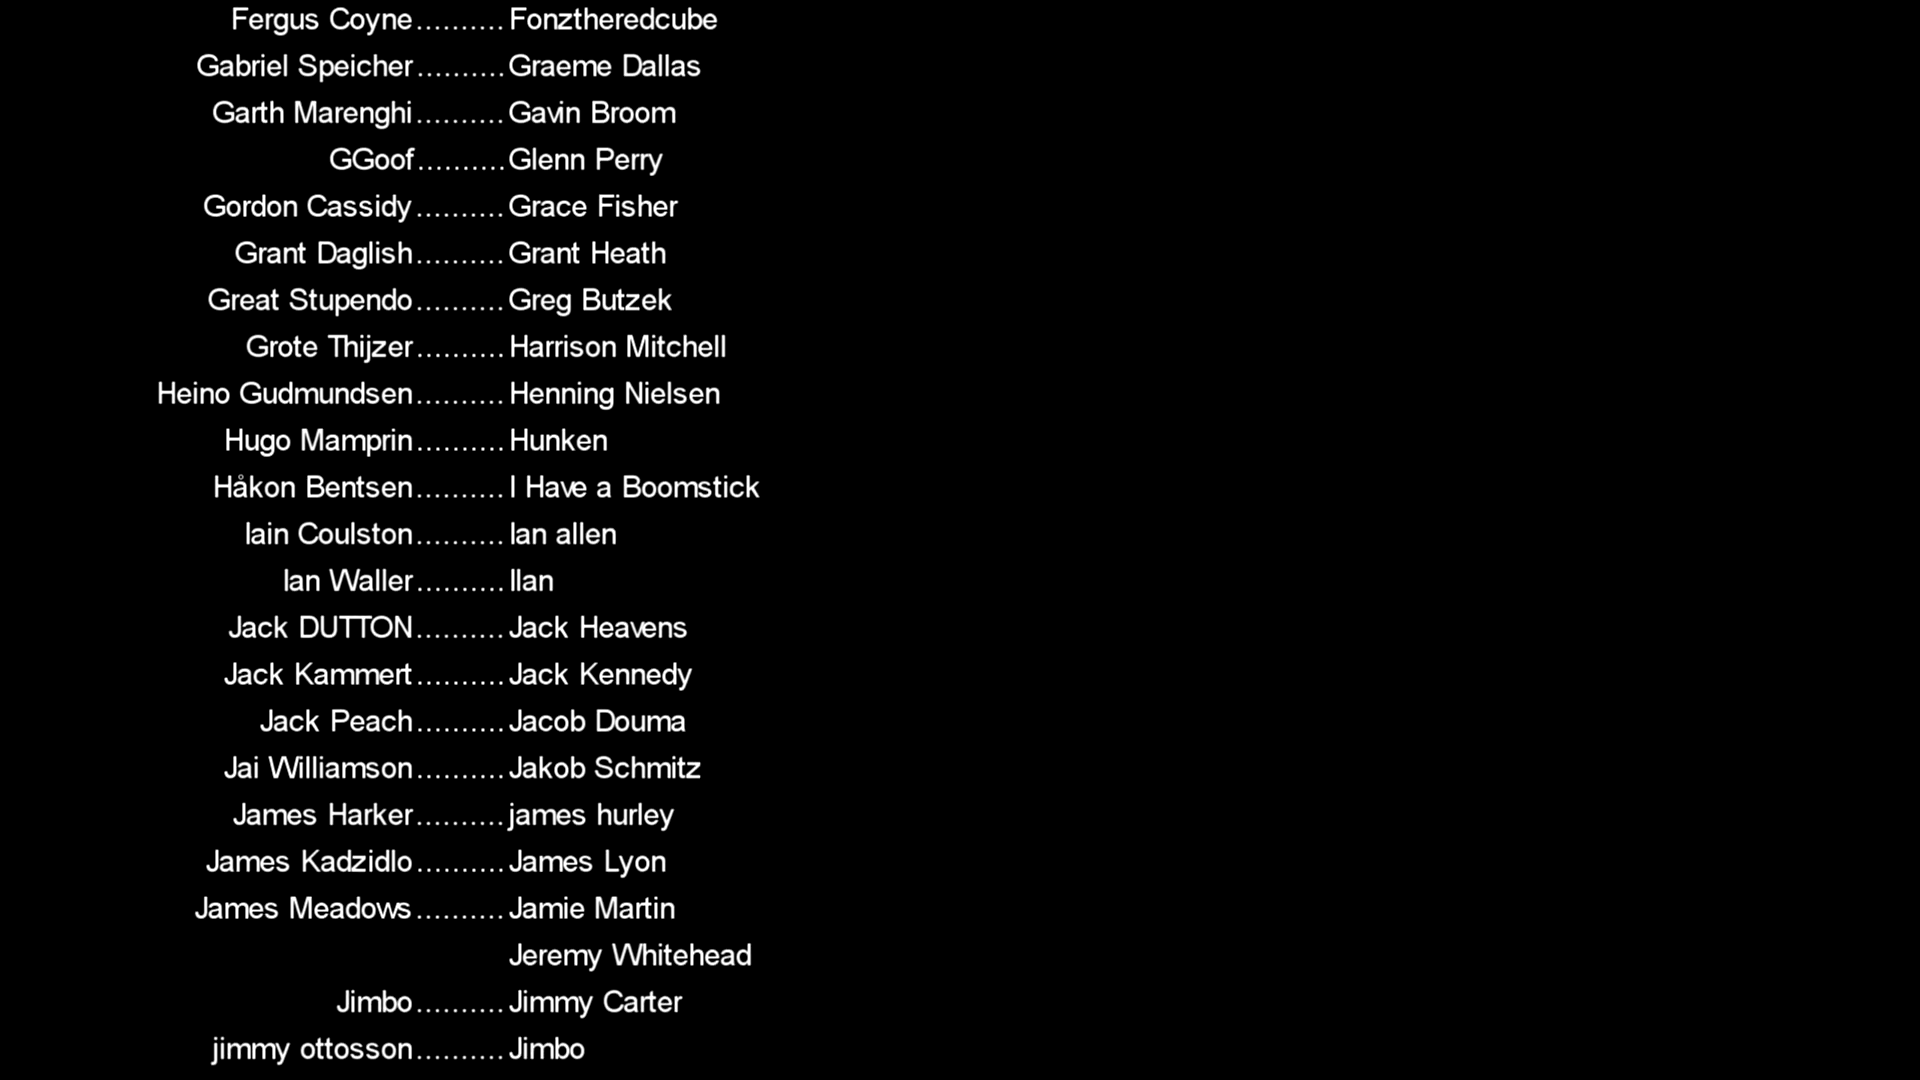 Fergus Coyne..........Fonztheredcube
Gabriel Speicher..........Graeme Dallas
Garth Marenghi..........Gavin Broom
GGoof..........Glenn Perry
Gordon Cassidy..........Grace Fisher
Grant Daglish..........Grant Heath
Great Stupendo..........Greg Butzek
Grote Thijzer..........Harrison Mitchell
Heino Gudmundsen..........Henning Nielsen
Hugo Mamprin..........Hunken
Håkon Bentsen..........I Have a Boomstick
Iain Coulston..........Ian allen
Ian Waller..........Ilan
Jack DUTTON..........Jack Heavens
Jack Kammert..........Jack Kennedy
Jack Peach..........Jacob Douma
Jai Williamson..........Jakob Schmitz
James Harker..........james hurley
James Kadzidlo..........James Lyon
James Meadows..........Jamie Martin
Jeremy Whitehead
Jimbo..........Jimmy Carter
jimmy ottosson..........Jimbo